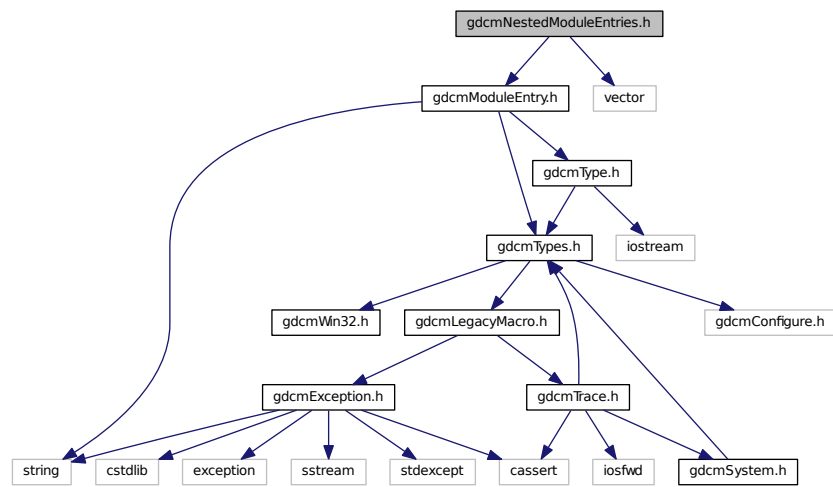 gdcmNestedModuleEntries.h
gdcmModuleEntry.h
vector
gdcmType.h
gdcmTypes.h
iostream
gdcmWin32.h
gdcmLegacyMacro.h
gdcmConfigure.h
gdcmException.h
gdcmTrace.h
string
cstdlib
exception
sstream
stdexcept
cassert
iosfwd
gdcmSystem.h